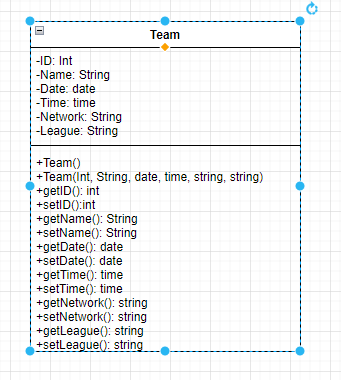 Team
-ID: Int
-Name: String
-Date: date
-Time: time
-Network: String
-League: String
+Team()
+Team(Int, String, date, time, string, string)
+getID(): int
+setID():int
+getName(): String
+setName(): String
+getDate(): date
+setDate(): date
+getTime(): time
+setTime(): time
+getNetwork(): string
+setNetwork(): string
+getLeague(): string
+setLeague(): string